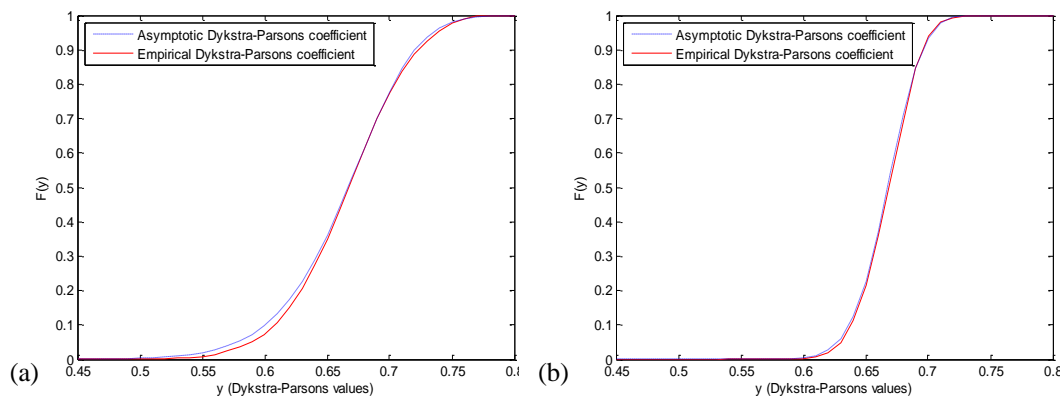 Asymptotic Dykstra-Parsons coefficient
Empirical Dykstra-Parsons coefficient
1
0.9
0.8
0.7
0.6
0.5
0.4
0.3
0.2
0.1
0
F(y)
0.45 0.5 0.55 0.6 0.65 0.7 0.75 0.8
y (Dykstra-Parsons values)
(a)
Asymptotic Dykstra-Parsons coefficient
Empirical Dykstra-Parsons coefficient
1
0.9
0.8
0.7
0.6
0.5
0.4
0.3
0.2
0.1
0
F(y)
0.45 0.5 0.55 0.6 0.65 0.7 0.75 0.8
y (Dykstra-Parsons values)
(b)